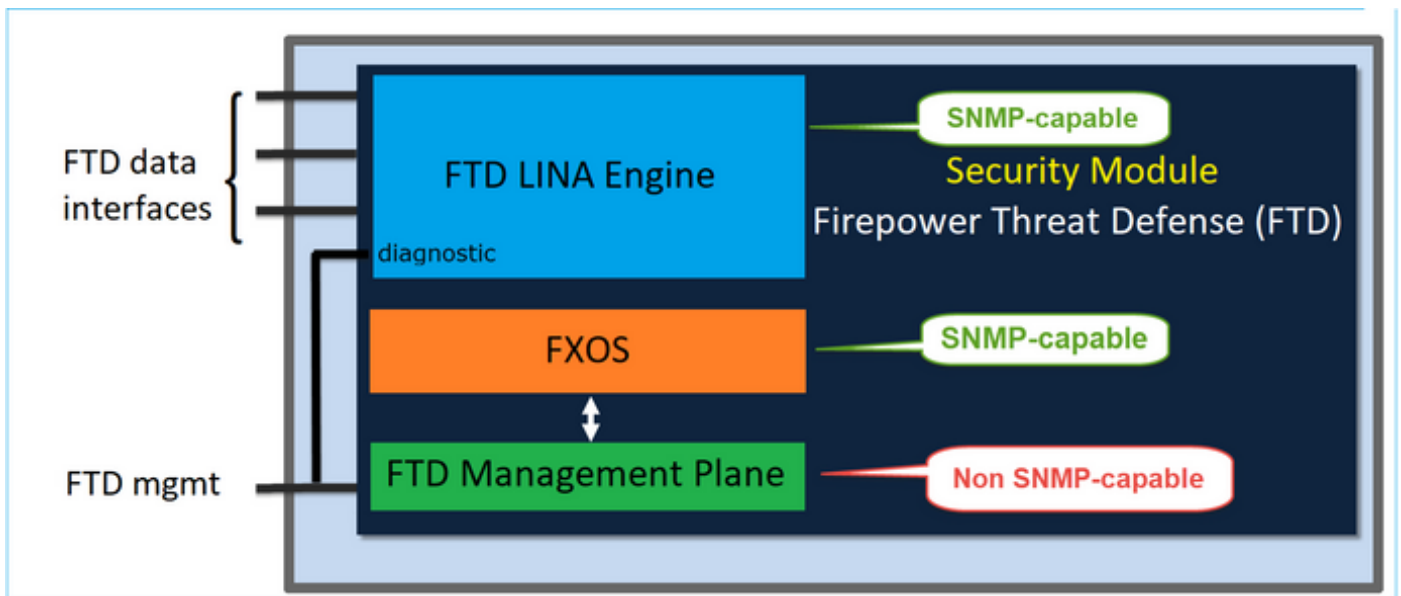 FTD data
interfaces
FTD LINA Engine
diagnostic
SNMP-capable
Security Module
Firepower Threat Defense (FTD)
FXOS
SNMP-capable
FTD mgmt
FTD Management Plane
Non SNMP-capable